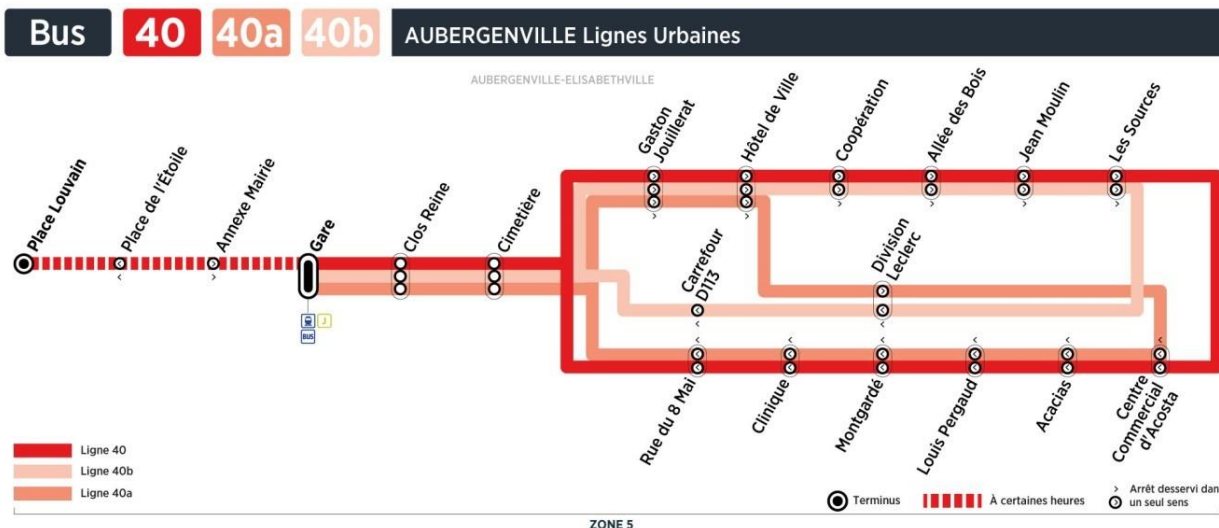 Bus 40 40a 40b AUBERGENVILLE Lignes Urbaines
AUBERGENVILLE-ELISABETHVILLE
Place Louvain
Place de l'Étoile
Annexe Mairie
Gare
J
BUS
Clos Reine
Cimetière
Gaston
Jouillerat
Hôtel de Ville
Coopération
Allée des Bois
Jean Moulin
Les Sources
Carrefour
D113
Division
Leclerc
Rue du 8 Mai
Clinique
Montgardé
Louis Pergaud
Acacias
Centre
Commercial
d'Acosta
Ligne 40
Ligne 40b
Ligne 40a
Terminus
À certaines heures
Arrêt desservi dan
un seul sens
ZONE 5